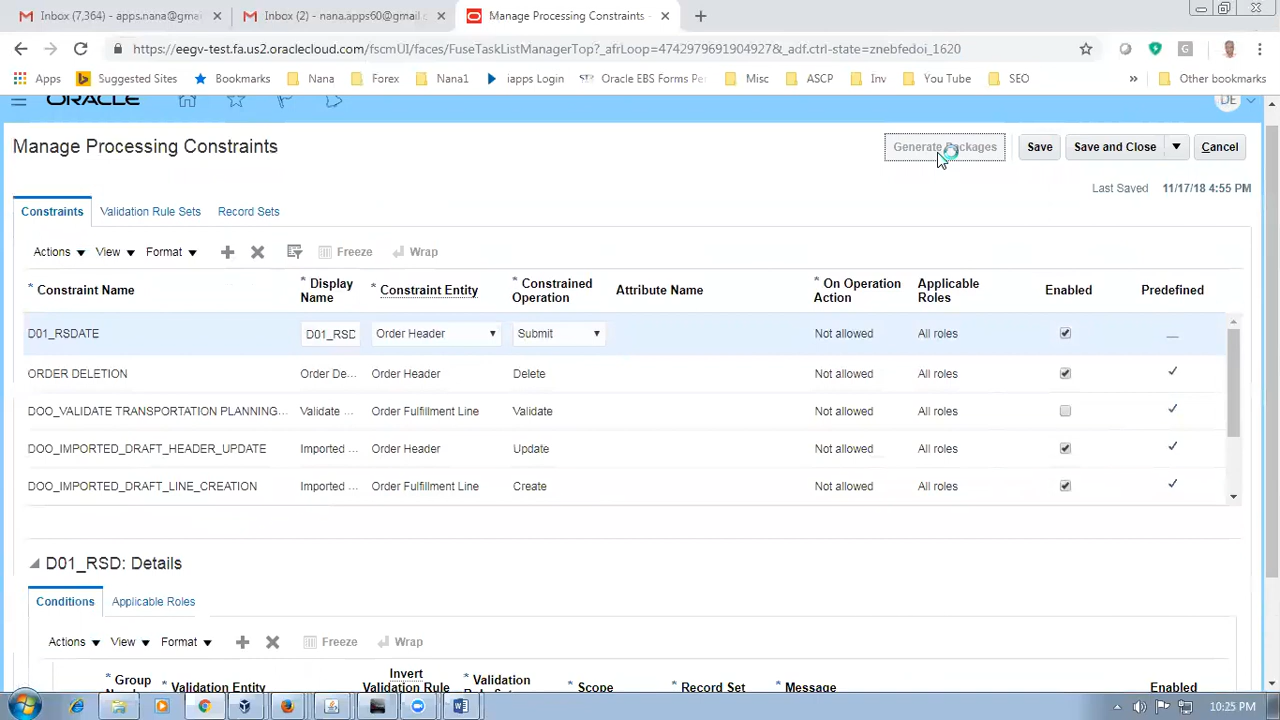 Inbox (7,364) - apps.nana@gma
Inbox (2) - nana.apps60@gmail.c
Manage Processing Constraints -
https://eegv-test.fa.us2.oraclecloud.com/fscmUI/faces/FuseTaskListManagerTop?_afrLoop=474297961904927&_adf.ctrl-state=znebfedoi_1620
Apps Suggested Sites Bookmarks Nana Forex Nana1 iapps Login Oracle EBS Forms Pe Misc ASCP Inv You Tube SEO » Other bookmarks
ORACLE DE
Manage Processing Constraints Generate Packages Save Save and Close Cancel
Last Saved 11/17/18 4:55 PM
Constraints Validation Rule Sets Record Sets
Actions View Format Freeze Wrap
* Constraint Name * Display Name * Constraint Entity * Constrained Operation Attribute Name * On Operation Action Applicable Roles Enabled Predefined
D01_RSDATE D01_RSD Order Header Submit Not allowed All roles
ORDER DELETION Order De... Order Header Delete Not allowed All roles
DOO_VALIDATE TRANSPORTATION PLANNING... Validate ... Order Fulfillment Line Validate Not allowed All roles
DOO_IMPORTED_DRAFT_HEADER_UPDATE Imported ... Order Header Update Not allowed All roles
DOO_IMPORTED_DRAFT_LINE_CREATION Imported ... Order Fulfillment Line Create Not allowed All roles
D01_RSD: Details
Conditions Applicable Roles
Actions View Format Freeze Wrap
* Group * Validation Entity Invert Validation Rule * Validation * Scope * Record Set * Message Enabled
10:25 PM